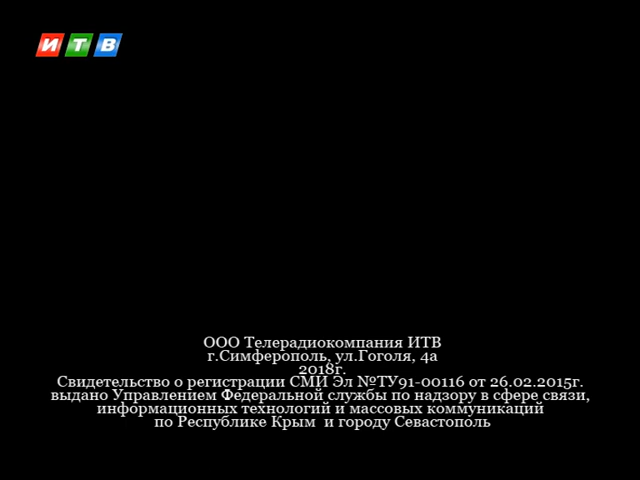 ИТВ
ООО Телерадиокомпания ИТВ
г.Симферополь, ул.Гоголя, 4а
2018г.
Свидетельство о регистрации СМИ Эл №ТУ91-00116 от 26.02.2015г.
выдано Управлением Федеральной службы по надзору в сфере связи,
информационных технологий и массовых коммуникаций
по Республике Крым и городу Севастополь